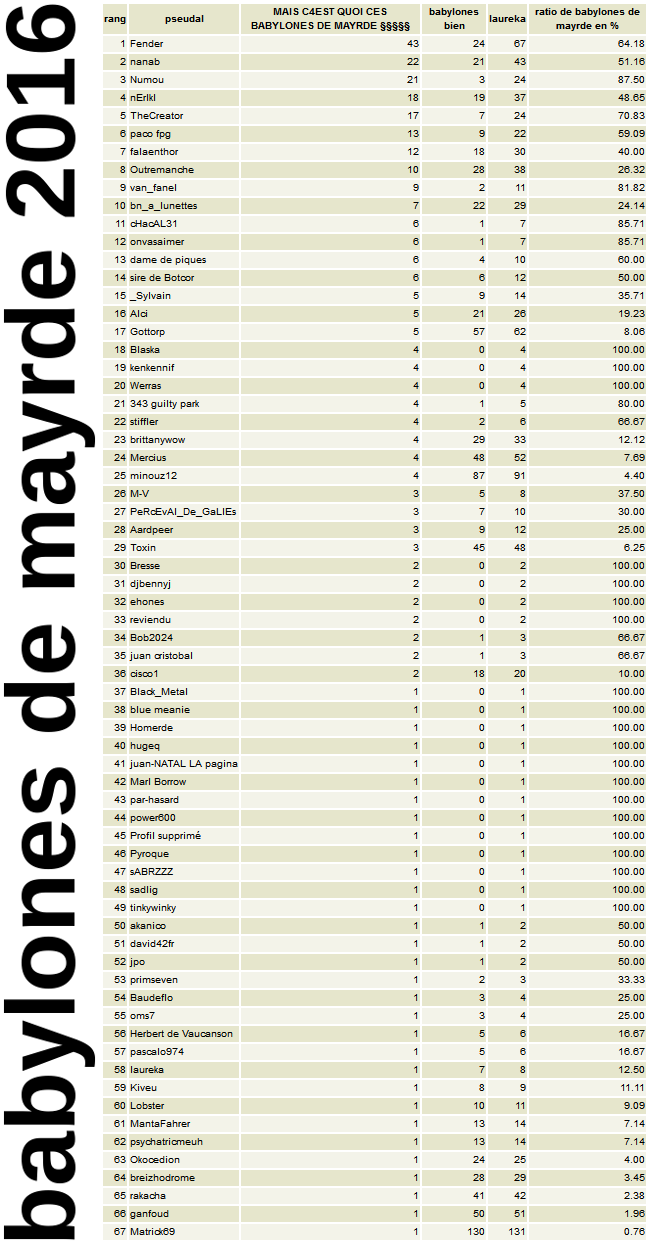 babylones de mayrde 2016
rang pseudal MAIS C4EST QUOI CES BABYLONES DE MAYRDE §§§§§ babylones bien laureka ratio de babylones de mayrde en %
1 Fender 43 24 67 64.18
2 nanab 22 21 43 51.16
3 Numou 21 3 24 87.50
4 nErIkI 18 19 37 48.65
5 TheCreator 17 7 24 70.83
6 paco fpg 13 9 22 59.09
7 falaenthor 12 18 30 40.00
8 Outremanche 10 28 38 26.32
9 van_fanel 9 2 11 81.82
10 bn_a_lunettes 7 22 29 24.14
11 cHacAL31 6 1 7 85.71
12 onvasaimer 6 1 7 85.71
13 dame de piques 6 4 10 60.00
14 sire de Botcor 6 6 12 50.00
15 _Sylvain 5 9 14 35.71
16 Alci 5 21 26 19.23
17 Gottorp 5 57 62 8.06
18 Blaska 4 0 4 100.00
19 kenkennif 4 0 4 100.00
20 Werras 4 0 4 100.00
21 343 guilty park 4 1 5 80.00
22 stiffler 4 2 6 66.67
23 brittanywow 4 29 33 12.12
24 Mercius 4 48 52 7.69
25 minouz12 4 87 91 4.40
26 M-V 3 5 8 37.50
27 PeRcEvAl_De_GaLlEs 3 7 10 30.00
28 Aardpeer 3 9 12 25.00
29 Toxin 3 45 48 6.25
30 Bresse 2 0 2 100.00
31 djbennyj 2 0 2 100.00
32 ehones 2 0 2 100.00
33 reviendu 2 0 2 100.00
34 Bob2024 2 1 3 66.67
35 juan cristobal 2 1 3 66.67
36 cisco1 2 18 20 10.00
37 Black_Metal 1 0 1 100.00
38 blue meanie 1 0 1 100.00
39 Homerde 1 0 1 100.00
40 hugeq 1 0 1 100.00
41 juan-NATAL LA pagina 1 0 1 100.00
42 Marl Borrow 1 0 1 100.00
43 par-hasard 1 0 1 100.00
44 power600 1 0 1 100.00
45 Profil supprimé 1 0 1 100.00
46 Pyroque 1 0 1 100.00
47 sABRZZZ 1 0 1 100.00
48 sadlig 1 0 1 100.00
49 tinkywinky 1 0 1 100.00
50 akanico 1 1 2 50.00
51 david42fr 1 1 2 50.00
52 jpo 1 1 2 50.00
53 primseven 1 2 3 33.33
54 Baudeflo 1 3 4 25.00
55 oms7 1 3 4 25.00
56 Herbert de Vaucanson 1 5 6 16.67
57 pascalo974 1 5 6 16.67
58 laureka 1 7 8 12.50
59 Kiveu 1 8 9 11.11
60 Lobster 1 10 11 9.09
61 MantaFahrer 1 13 14 7.14
62 psychatricmeuh 1 13 14 7.14
63 Okocedion 1 24 25 4.00
64 breizhodrome 1 28 29 3.45
65 rakacha 1 41 42 2.38
66 ganfoud 1 50 51 1.96
67 Matrick69 1 130 131 0.76